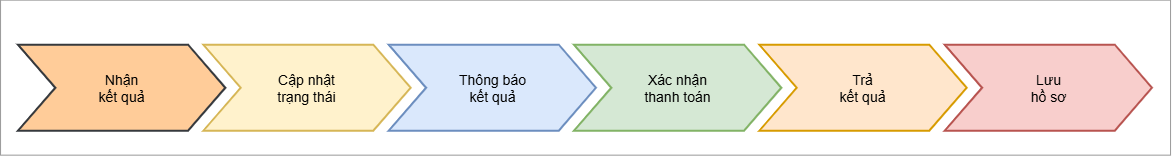 Nhận
kết quả
Cập nhật
trạng thái
Thông báo
kết quả
Xác nhận
thanh toán
Trả
kết quả
Lưu
hồ sơ